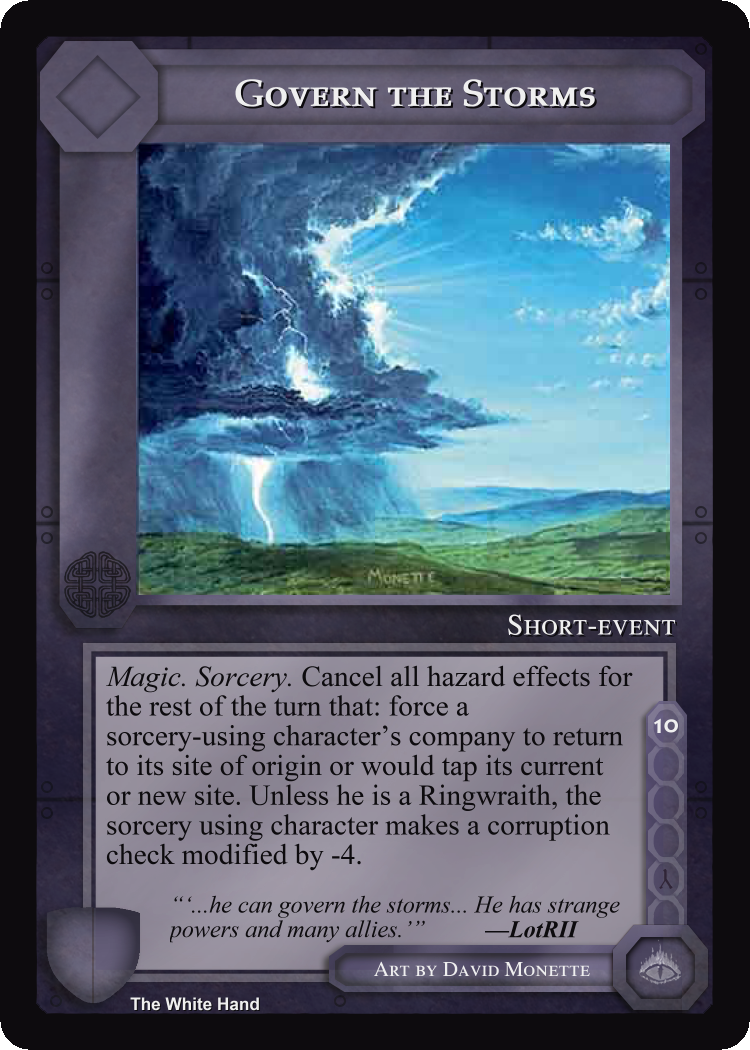 Govern the Storms
Monette
Short-event
Magic. Sorcery. Cancel all hazard effects for
the rest of the turn that: force a
sorcery-using character’s company to return
to its site of origin or would tap its current
or new site. Unless he is a Ringwraith, the
sorcery using character makes a corruption
check modified by -4.
10
“‘...he can govern the storms... He has strange
powers and many allies.’” —LotRII
Art by David Monette
The White Hand